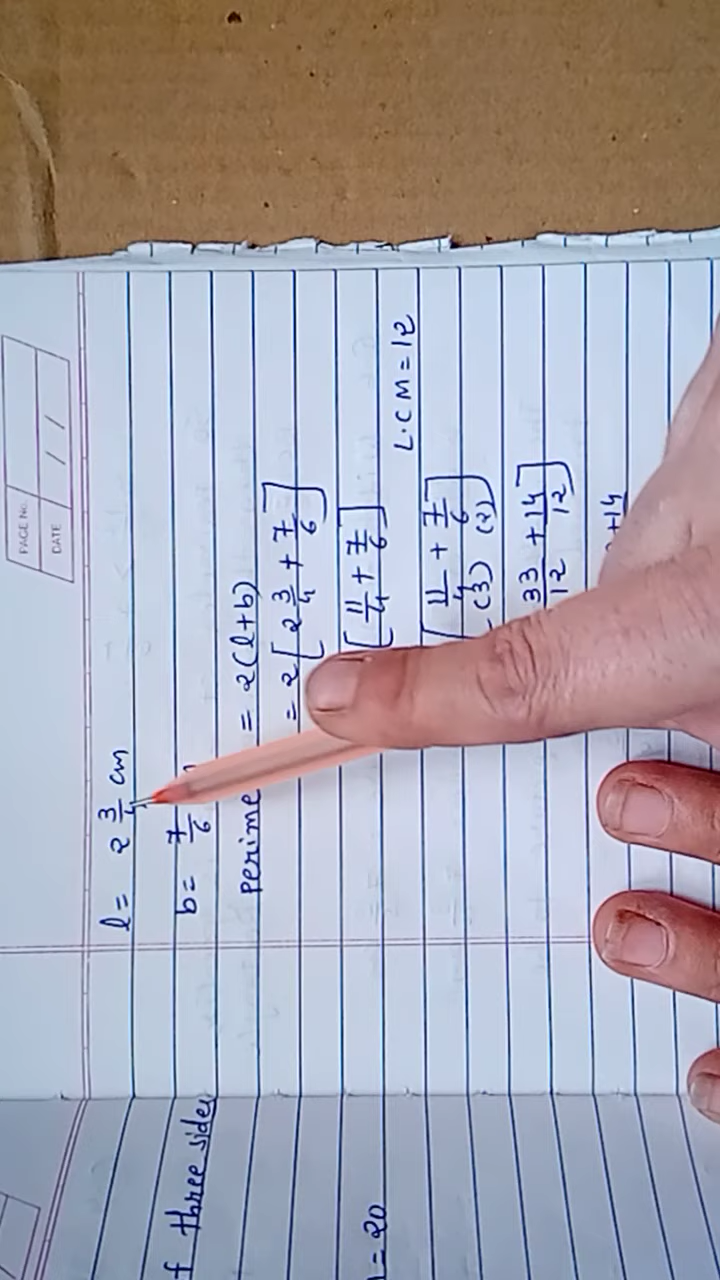 PAGE No.
DATE / /
l = 2 3/4 cm
b = 7/6
perime = 2(l+b)
= 2[2 3/4 + 7/6]
[11/4 + 7/6]
L.C M = 12
[11/4 + 7/6]
(3) (2)
33/12 + 14/12]
+14
f three sides
= 20